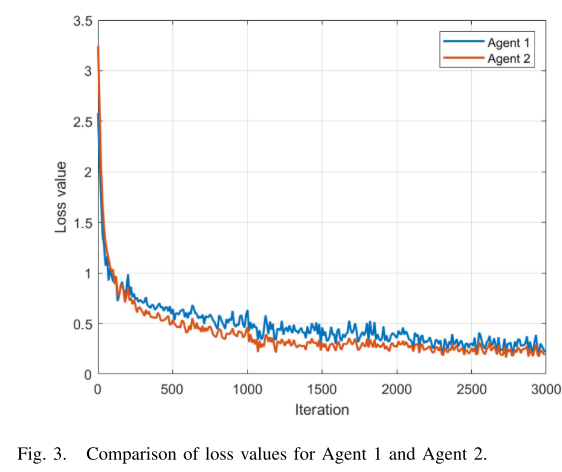 3.5
3
2.5
2
1.5
1
0.5
0
Loss value
Agent 1
Agent 2
0 500 1000 1500 2000 2500 3000
Iteration
Fig. 3. Comparison of loss values for Agent 1 and Agent 2.